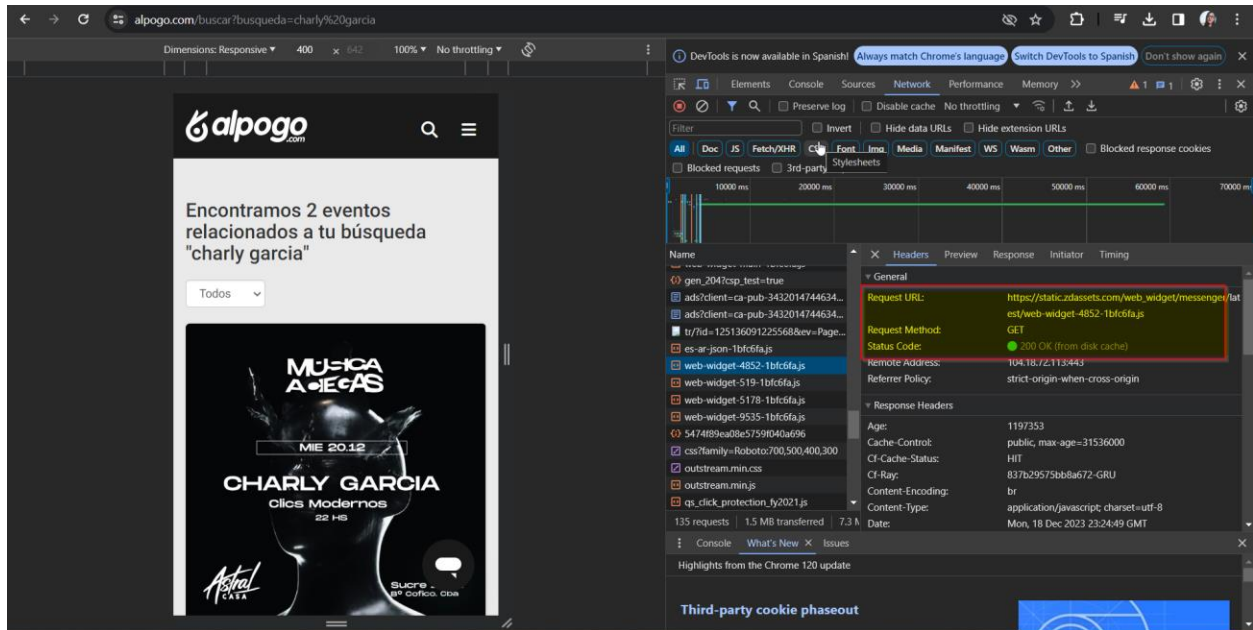 alpogo.com/buscar?busqueda=charly%20garcia
Dimensions: Responsive 400 x 642 100% No throttling
DevTools is now available in Spanish! Always match Chrome's language Switch DevTools to Spanish Don't show again
Elements Console Sources Network Performance Memory 1 1
Preserve log Disable cache No throttling
Filter Invert Hide data URLs Hide extension URLs
All Doc JS Fetch/XHR Font Img Media Manifest WS Wasm Other Blocked response cookies
Stylesheets
Blocked requests 3rd-party
10000 ms 20000 ms 30000 ms 40000 ms 50000 ms 60000 ms 70000
alpogo
.com
Encontramos 2 eventos
relacionados a tu búsqueda
"charly garcia"
Todos
MUSICA
MIE 20.12
CHARLY GARCIA
Clics Modernos
22 HS
Astral
CASA
Sucre
Bº Cofico. Cba
Name
gen_204?csp_test=true
ads?client=ca-pub-3432014744634...
ads?client=ca-pub-3432014744634...
tr/?id=125136091225568&ev=Page...
es-ar-json-1bfc6fa.js
web-widget-4852-1bfc6fa.js
web-widget-519-1bfc6fa.js
web-widget-5178-1bfc6fa.js
web-widget-9535-1bfc6fa.js
5474f89ea08e5759f040a696
css?family=Roboto:700,500,400,300
outstream.min.css
outstream.min.js
qs_click_protection_fy2021.js
135 requests 1.5 MB transferred 7.3
Headers Preview Response Initiator Timing
General
Request URL: https://static.zdassets.com/web_widget/messenger/lat
est/web-widget-4852-1bfc6fa.js
Request Method: GET
Status Code: 200 OK (from disk cache)
Remote Address: 104.18.72.113:443
Referrer Policy: strict-origin-when-cross-origin
Response Headers
Age: 1197353
Cache-Control: public, max-age=31536000
Cf-Cache-Status: HIT
Cf-Ray: 837b29575bb8a672-GRU
Content-Encoding: br
Content-Type: application/javascript; charset=utf-8
Date: Mon, 18 Dec 2023 23:24:49 GMT
Console What's New Issues
Highlights from the Chrome 120 update
Third-party cookie phaseout